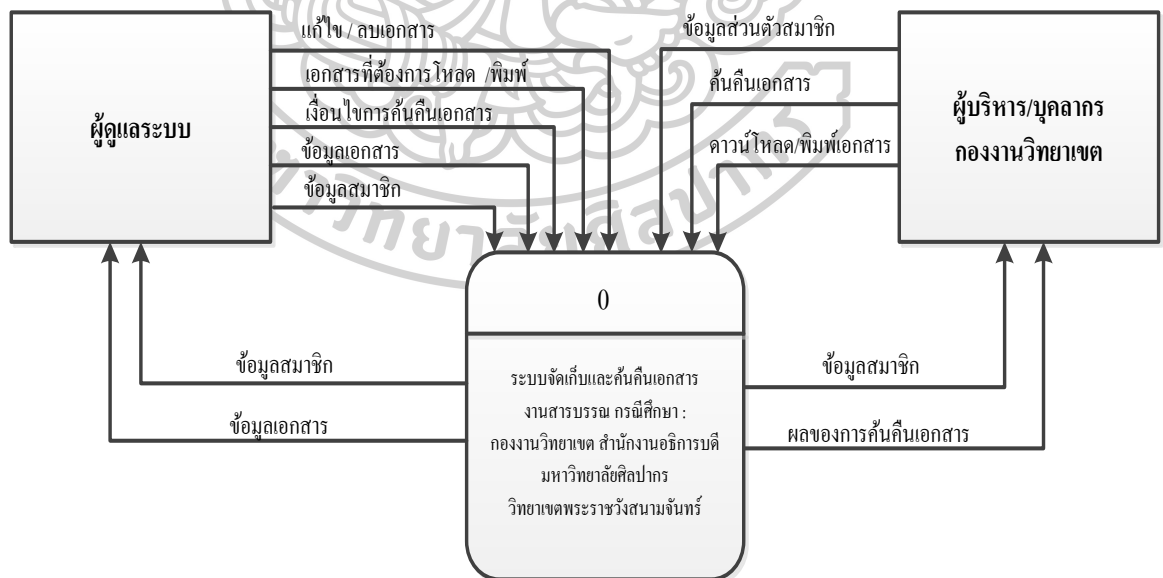 ผู้ดูแลระบบ
แก้ไข / ลบเอกสาร
เอกสารที่ต้องการโหลด /พิมพ์
เงื่อนไขการค้นคืนเอกสาร
ข้อมูลเอกสาร
ข้อมูลสมาชิก
ข้อมูลส่วนตัวสมาชิก
ค้นคืนเอกสาร
ดาวน์โหลด/พิมพ์เอกสาร
ผู้บริหาร/บุคลากร
กองงานวิทยาเขต
0
ระบบจัดเก็บและค้นคืนเอกสาร
งานสารบรรณ กรณีศึกษา :
กองงานวิทยาเขต สำนักงานอธิการบดี
มหาวิทยาลัยศิลปากร
วิทยาเขตพระราชวังสนามจันทร์
ข้อมูลสมาชิก
ข้อมูลเอกสาร
ข้อมูลสมาชิก
ผลของการค้นคืนเอกสาร